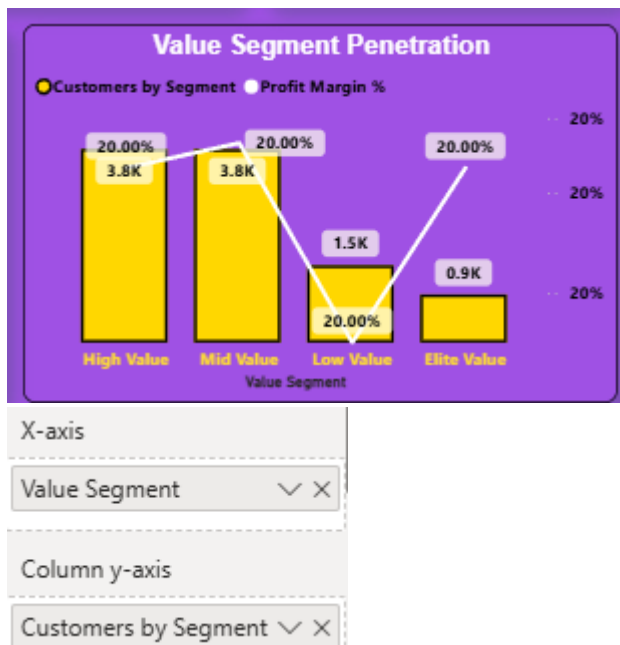 Value Segment Penetration
Customers by Segment Profit Margin %
20%
20.00% 20.00% 20.00%
3.8K 3.8K
20%
1.5K
0.9K
20%
20.00%
High Value Mid Value Low Value Elite Value
Value Segment
X-axis
Value Segment
Column y-axis
Customers by Segment